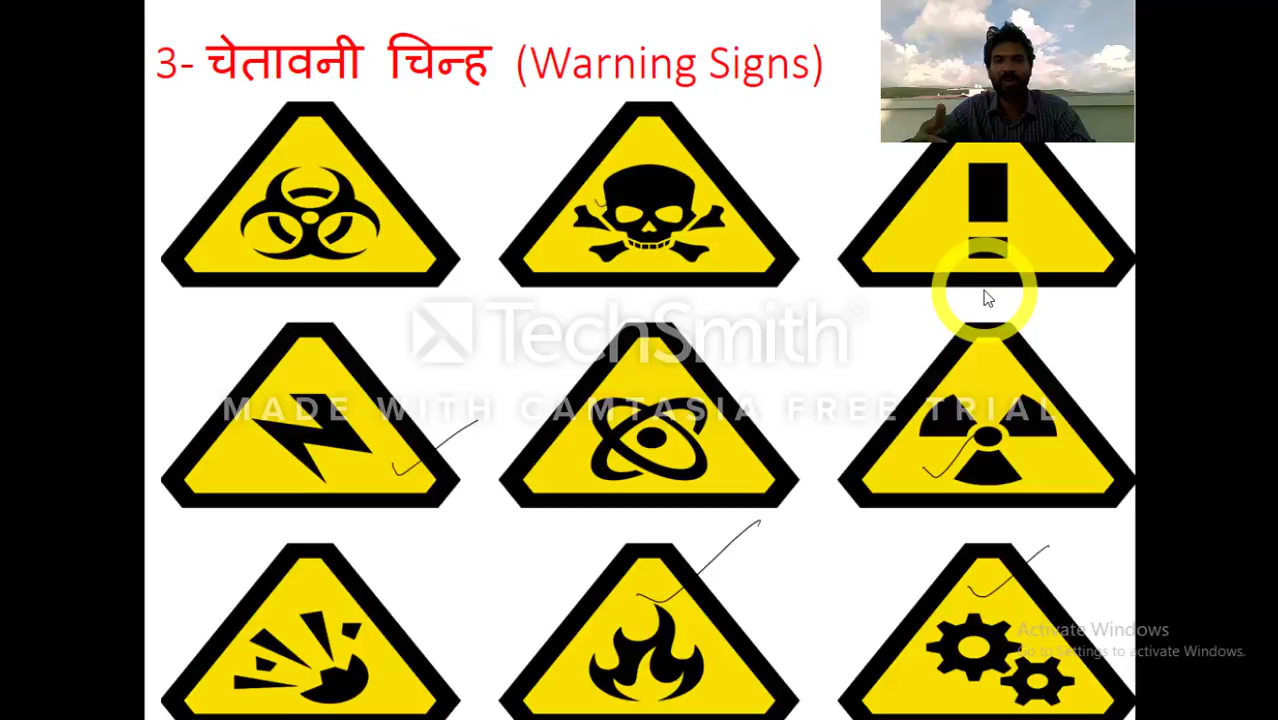 3- चेतावनी चिन्ह (Warning Signs)
TechSmith®
MADE WITH CAMTASIA FREE TRIAL
Activate Windows
Go to Settings to activate Windows.